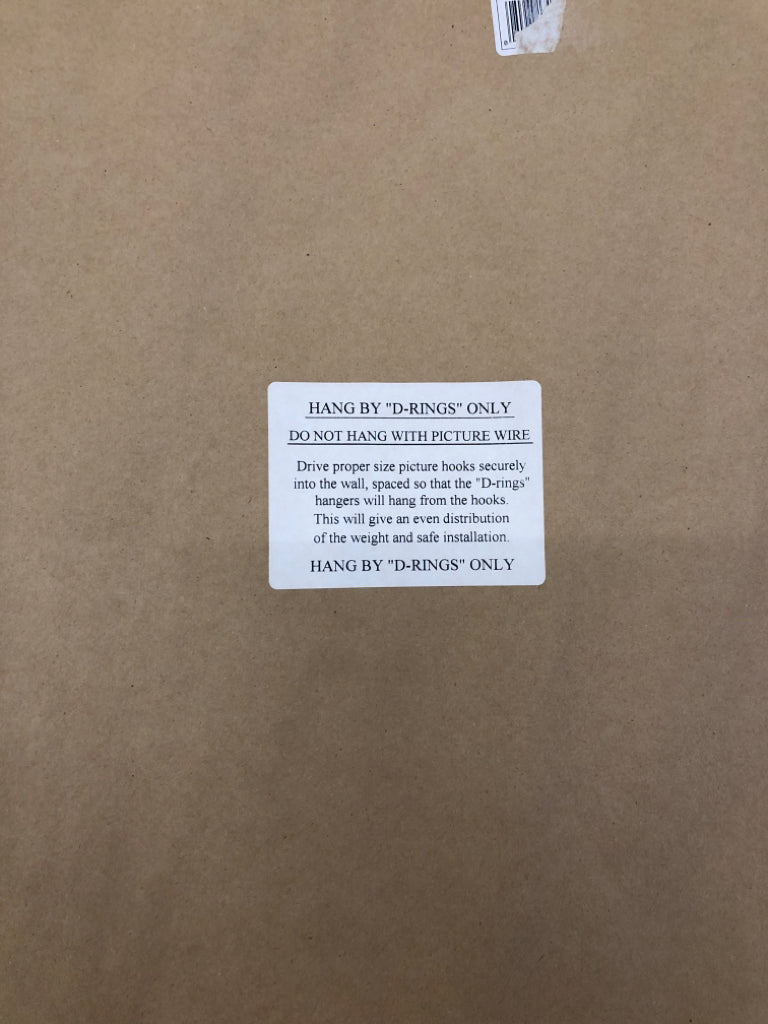 HANG BY "D-RINGS" ONLY
DO NOT HANG WITH PICTURE WIRE
Drive proper size picture hooks securely
into the wall, spaced so that the "D-rings"
hangers will hang from the hooks.
This will give an even distribution
of the weight and safe installation.
HANG BY "D-RINGS" ONLY